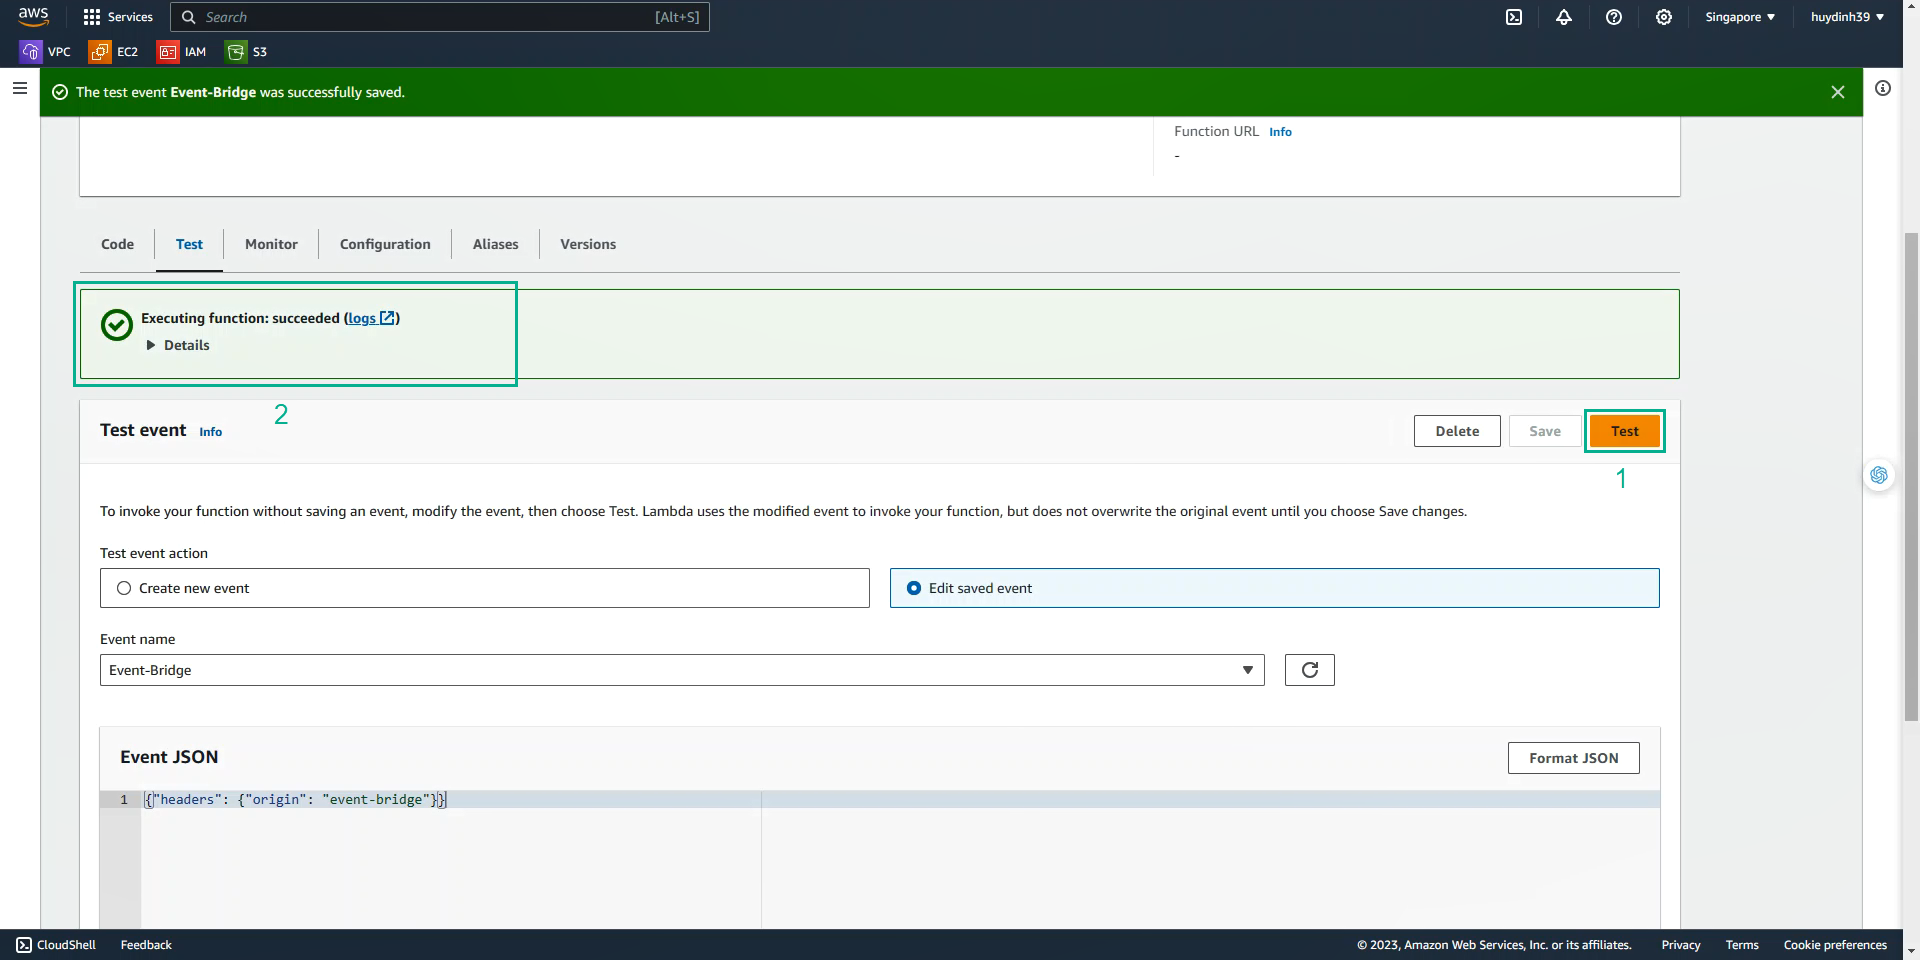 aws
Services
Search
[Alt+S]
Singapore
huydinh39
VPC
EC2
IAM
S3
The test event Event-Bridge was successfully saved.
Function URL Info
-
Code
Test
Monitor
Configuration
Aliases
Versions
Executing function: succeeded (logs)
Details
2
Test event Info
Delete
Save
Test
1
To invoke your function without saving an event, modify the event, then choose Test. Lambda uses the modified event to invoke your function, but does not overwrite the original event until you choose Save changes.
Test event action
Create new event
Edit saved event
Event name
Event-Bridge
Event JSON
Format JSON
1 {"headers": {"origin": "event-bridge"}}
CloudShell
Feedback
© 2023, Amazon Web Services, Inc. or its affiliates.
Privacy
Terms
Cookie preferences